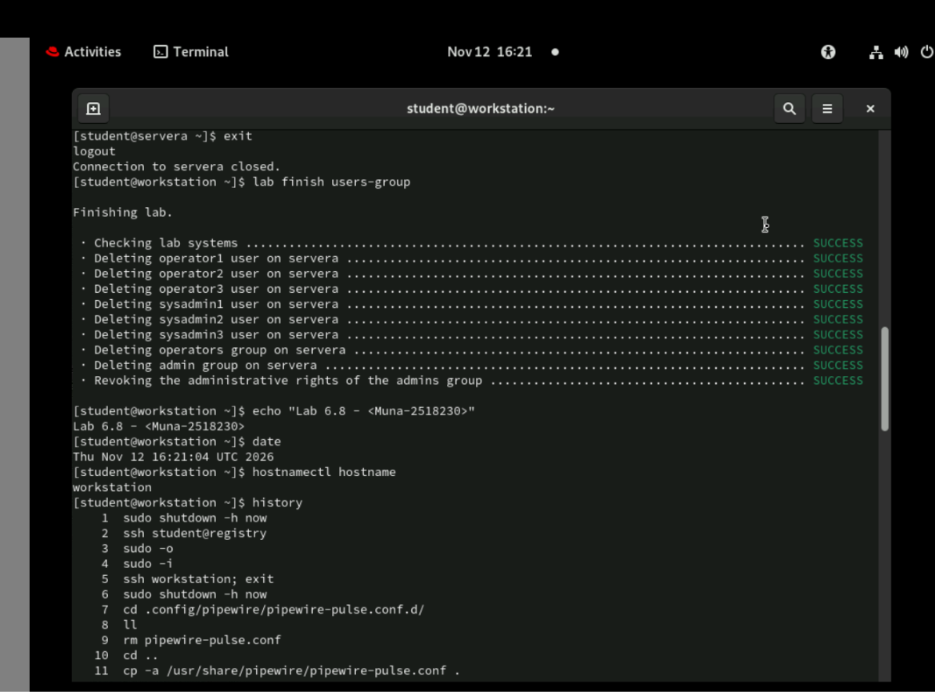 Activities Terminal Nov 12 16:21
student@workstation:~
[student@servera ~]$ exit
logout
Connection to servera closed.
[student@workstation ~]$ lab finish users-group
Finishing lab.
· Checking lab systems .............................................................................. SUCCESS
· Deleting operator1 user on servera ................................................................ SUCCESS
· Deleting operator2 user on servera ................................................................ SUCCESS
· Deleting operator3 user on servera ................................................................ SUCCESS
· Deleting sysadmin1 user on servera ................................................................ SUCCESS
· Deleting sysadmin2 user on servera ................................................................ SUCCESS
· Deleting sysadmin3 user on servera ................................................................ SUCCESS
· Deleting operators group on servera ............................................................... SUCCESS
· Deleting admin group on servera ................................................................... SUCCESS
· Revoking the administrative rights of the admins group ............................................ SUCCESS
[student@workstation ~]$ echo "Lab 6.8 - <Muna-2518230>"
Lab 6.8 - <Muna-2518230>
[student@workstation ~]$ date
Thu Nov 12 16:21:04 UTC 2026
[student@workstation ~]$ hostnamectl hostname
workstation
[student@workstation ~]$ history
1 sudo shutdown -h now
2 ssh student@registry
3 sudo -o
4 sudo -i
5 ssh workstation; exit
6 sudo shutdown -h now
7 cd .config/pipewire/pipewire-pulse.conf.d/
8 ll
9 rm pipewire-pulse.conf
10 cd ..
11 cp -a /usr/share/pipewire/pipewire-pulse.conf .